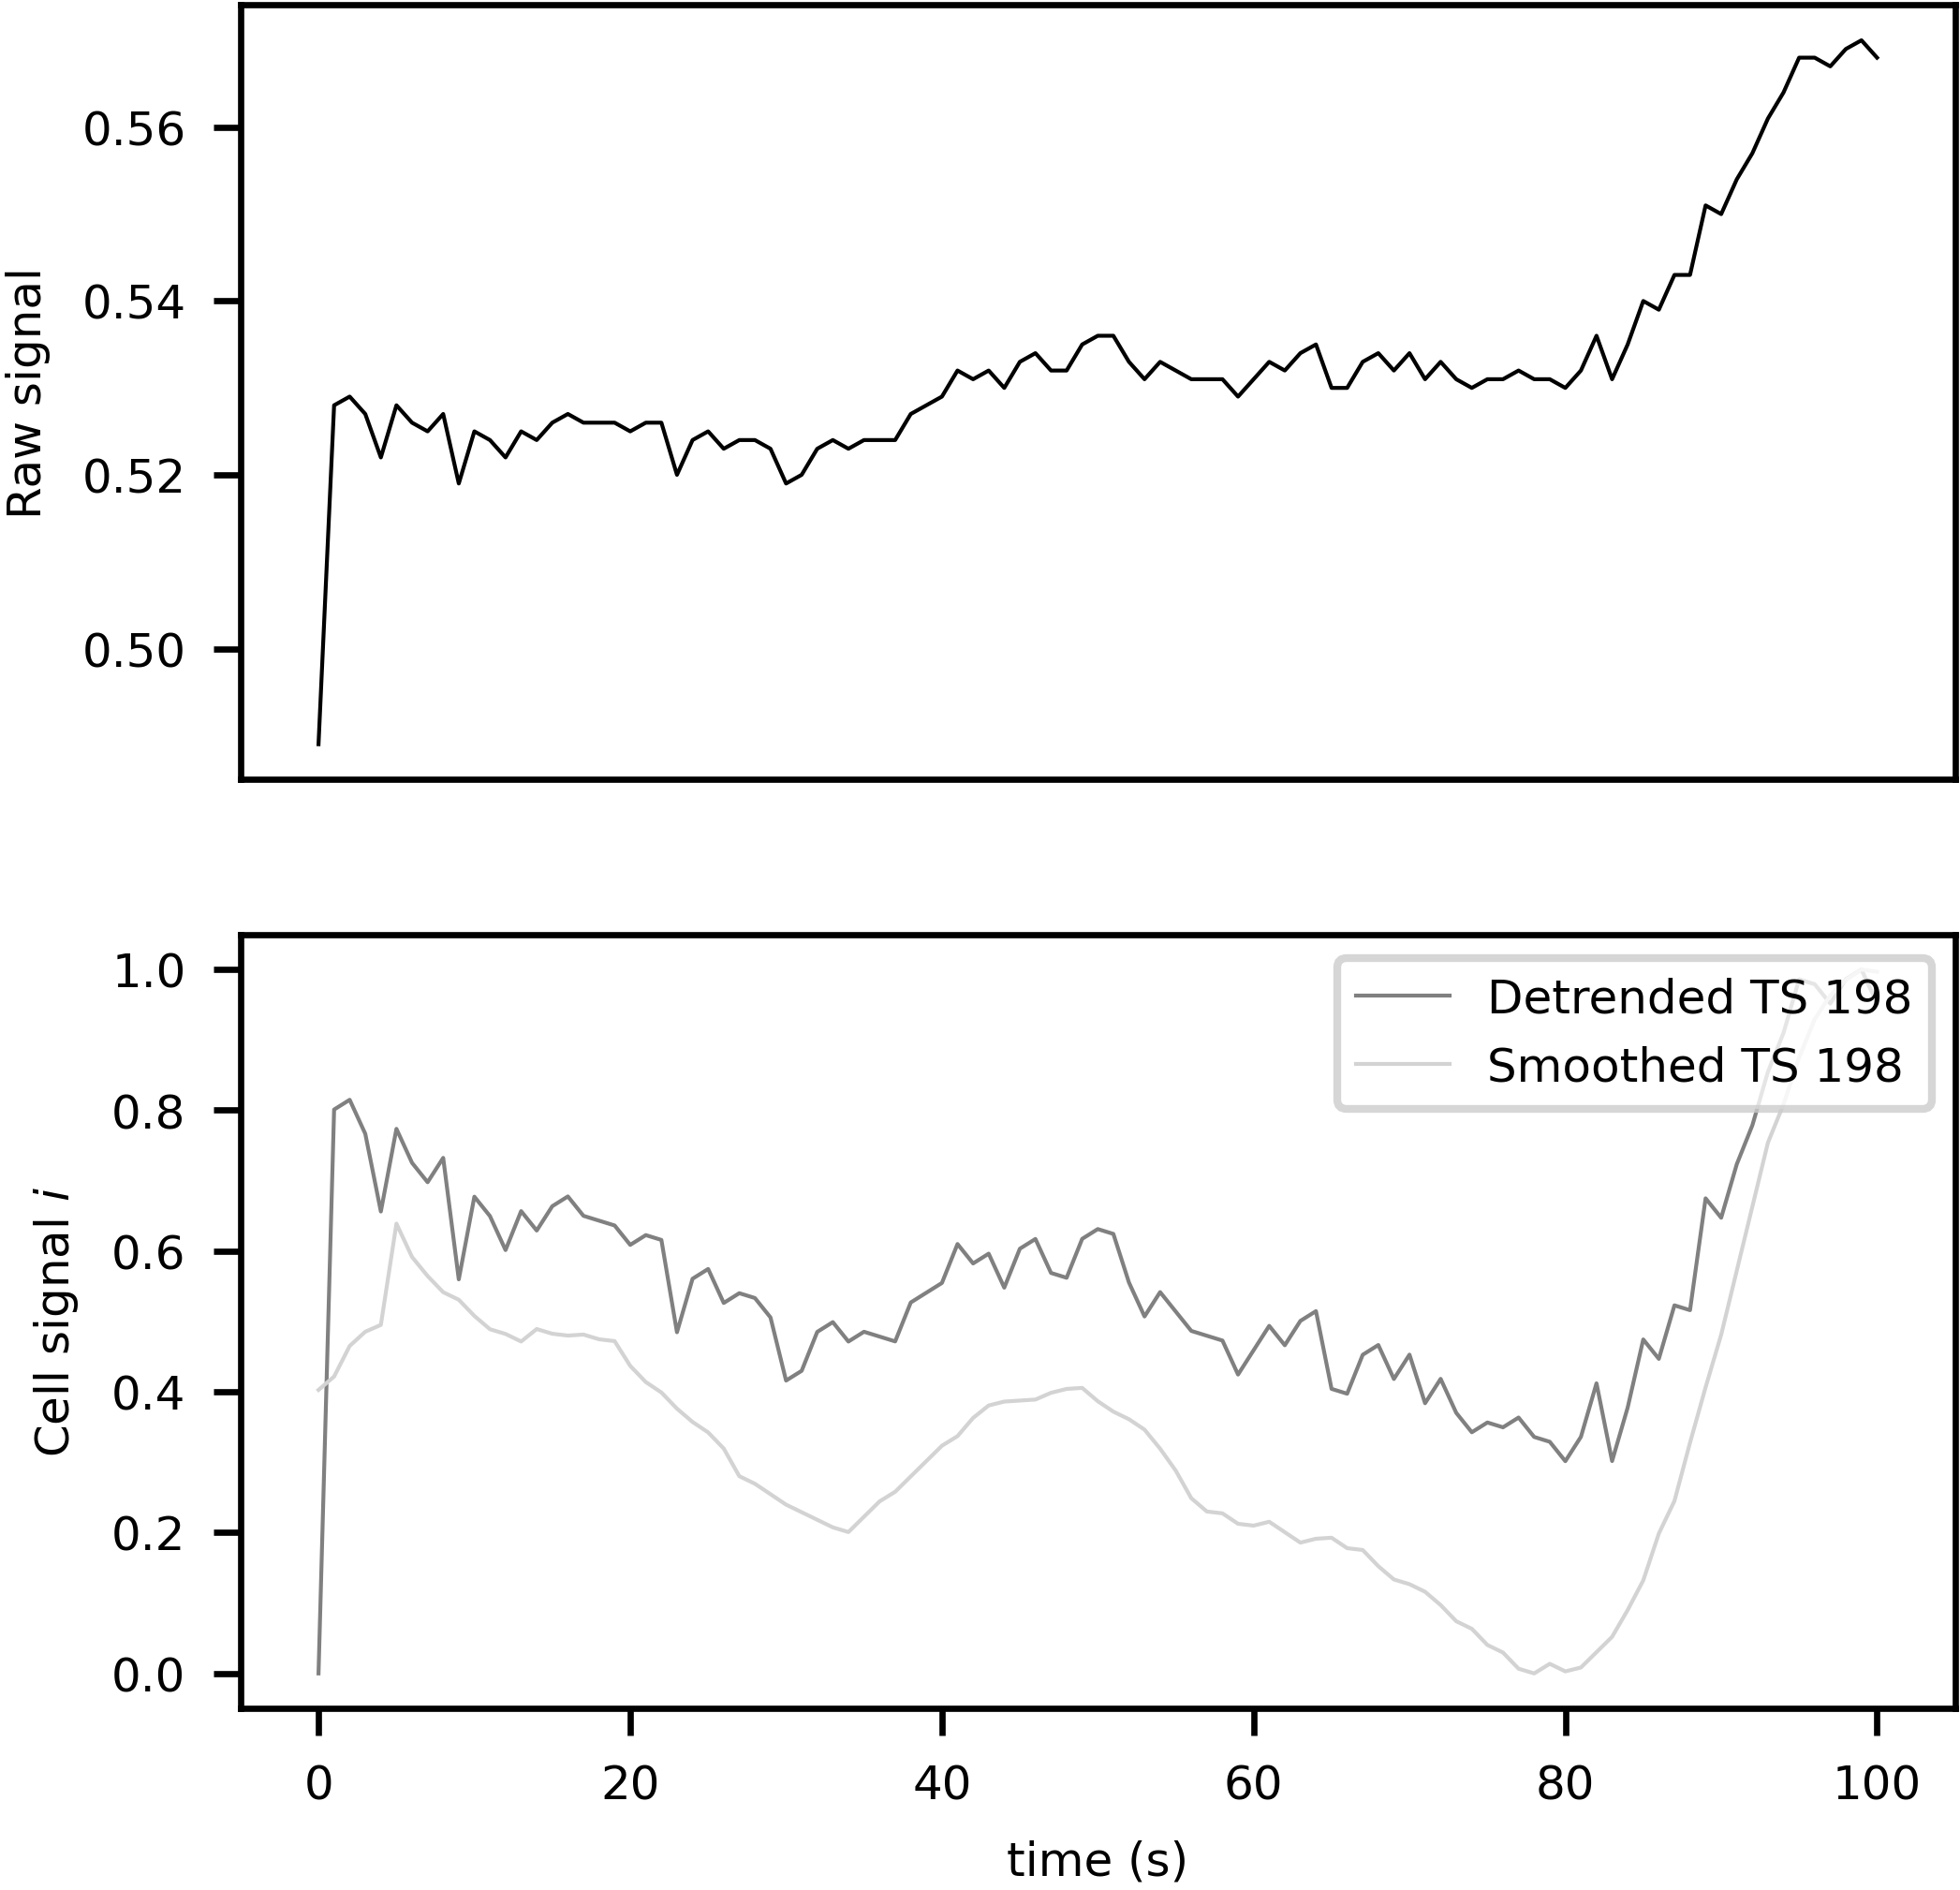 Raw signal
0.56
0.54
0.52
0.50
Cell signal i
1.0
0.8
0.6
0.4
0.2
0.0
Detrended TS 198
Smoothed TS 198
0 20 40 60 80 100
time (s)